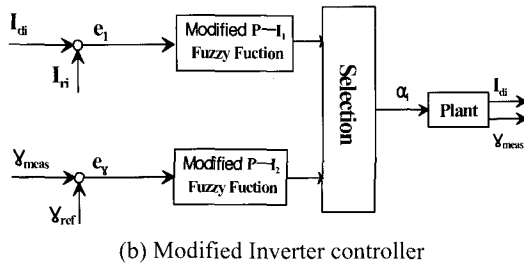 I_di
e_1
I_ri
Modified P−I_1
Fuzzy Fuction
Selection
α_i
Plant
I_di
γ_meas
γ_meas
e_γ
γ_ref
Modified P−I_2
Fuzzy Fuction
(b) Modified Inverter controller